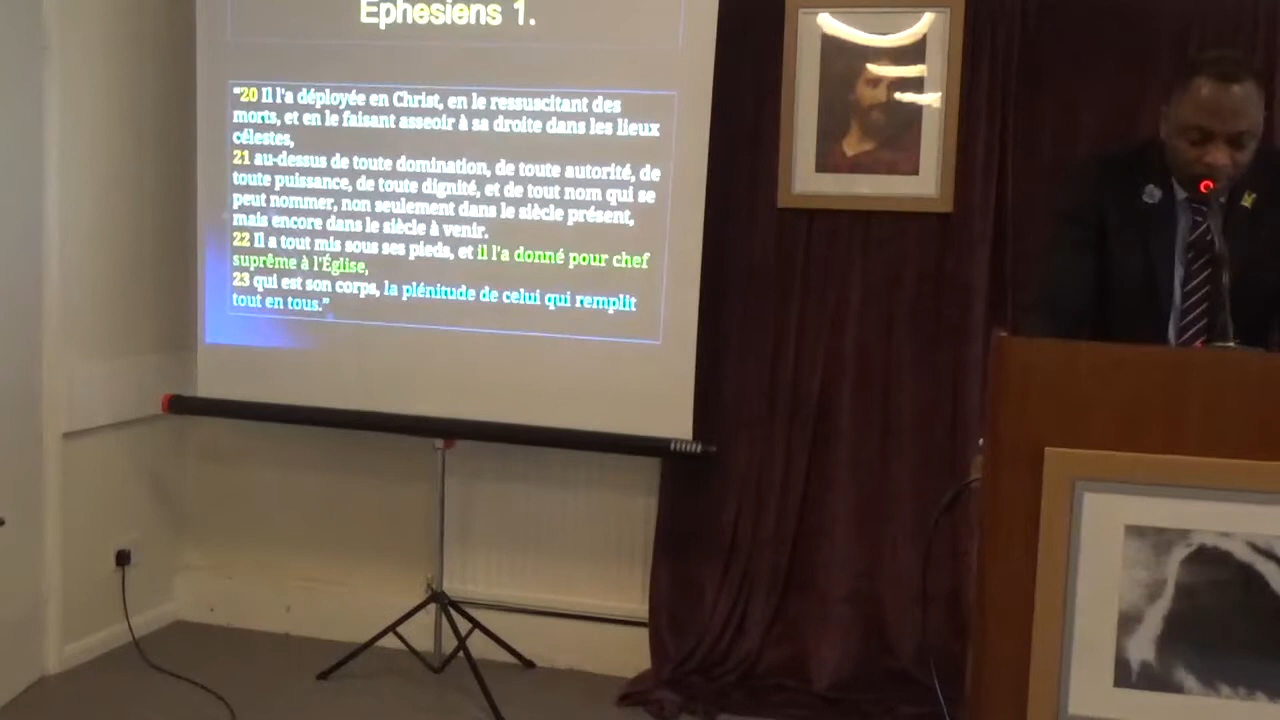 Ephesiens 1.
"20 Il l'a déployée en Christ, en le ressuscitant des
morts, et en le faisant asseoir à sa droite dans les lieux
célestes,
21 au-dessus de toute domination, de toute autorité, de
toute puissance, de toute dignité, et de tout nom qui se
peut nommer, non seulement dans le siècle présent,
mais encore dans le siècle à venir.
22 Il a tout mis sous ses pieds, et il l'a donné pour chef
suprême à l'Église,
23 qui est son corps, la plénitude de celui qui remplit
tout en tous."